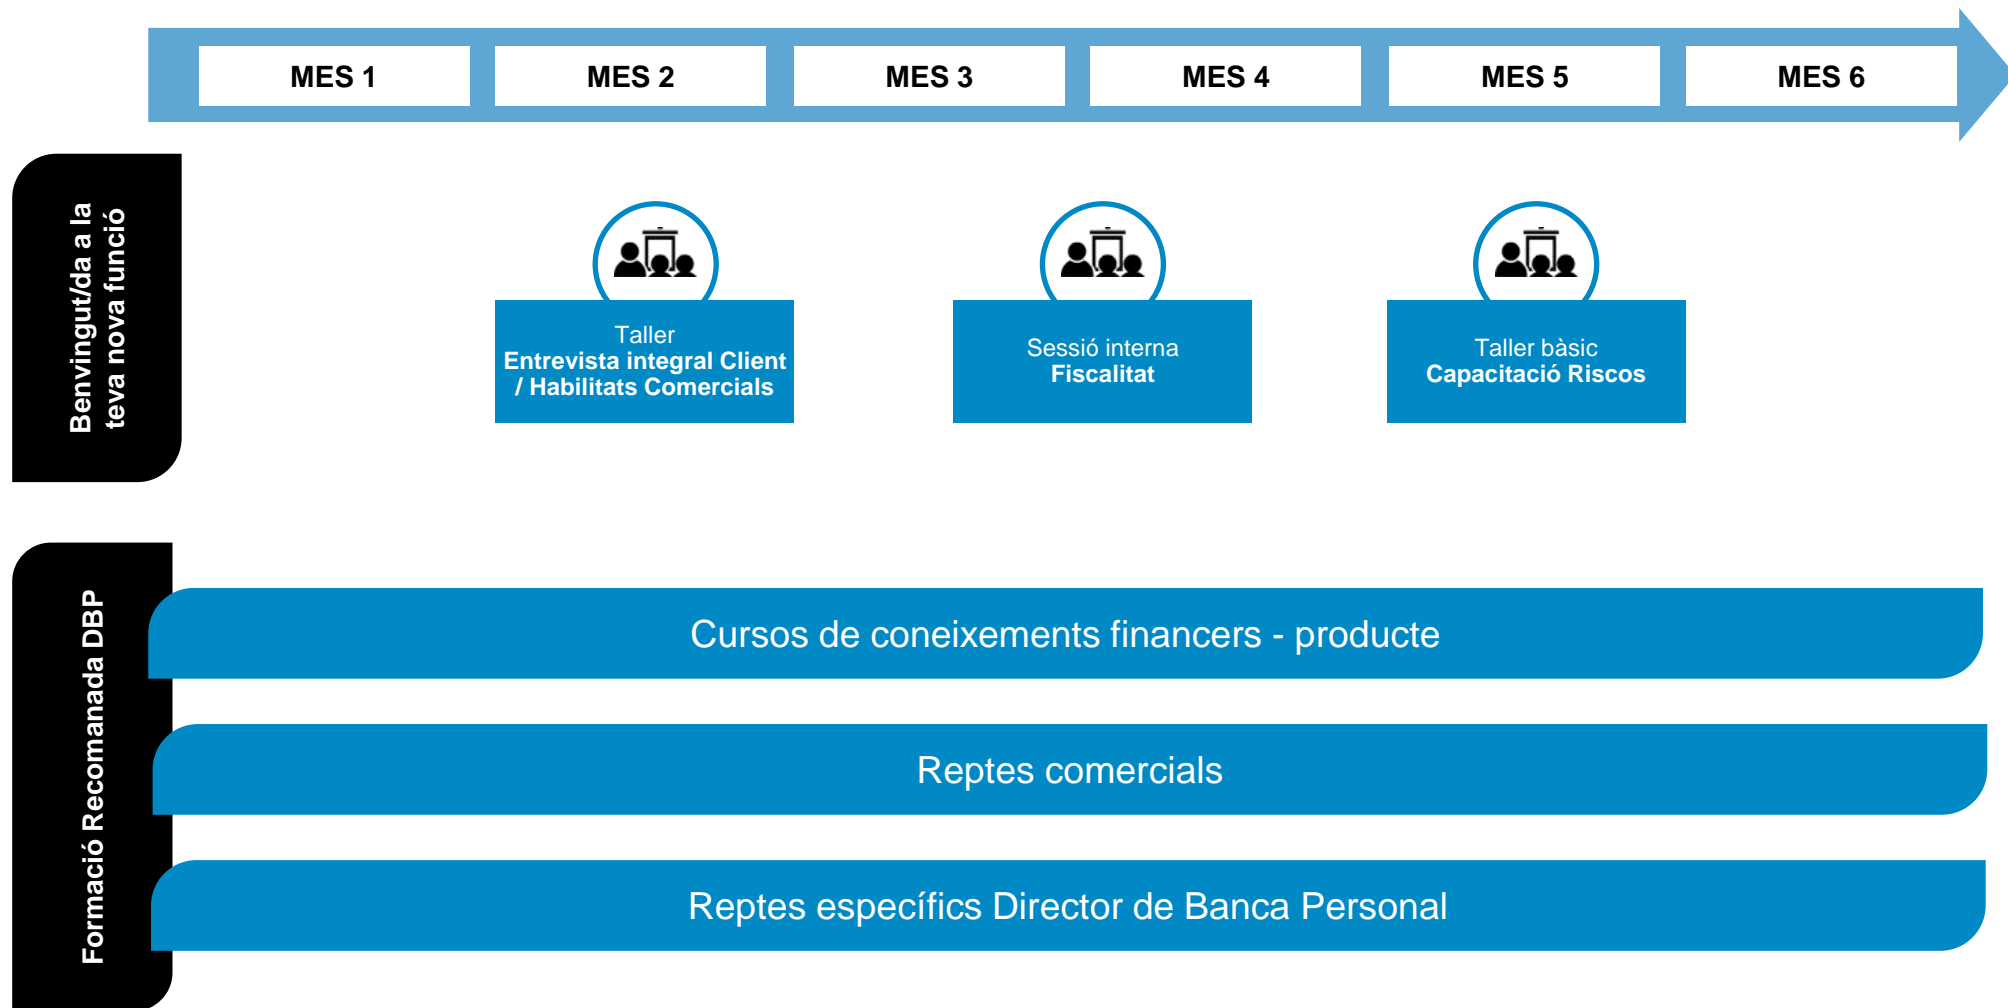 MES 1
MES 2
MES 3
MES 4
MES 5
MES 6
Benvingut/da a la
teva nova funció
Taller
Entrevista integral Client
/ Habilitats Comercials
Sessió interna
Fiscalitat
Taller bàsic
Capacitació Riscos
Formació Recomanada DBP
Cursos de coneixements financers - producte
Reptes comercials
Reptes específics Director de Banca Personal